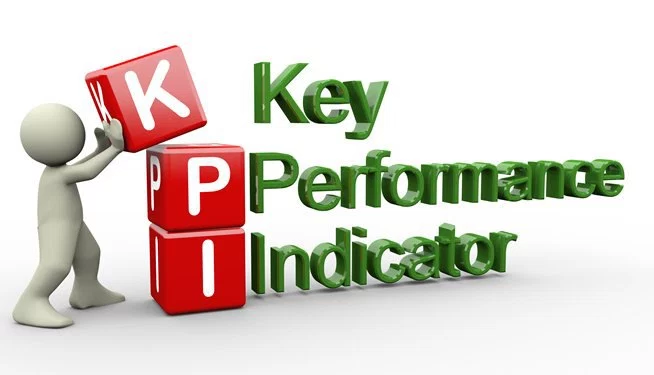 K Key
P Performance
I Indicator